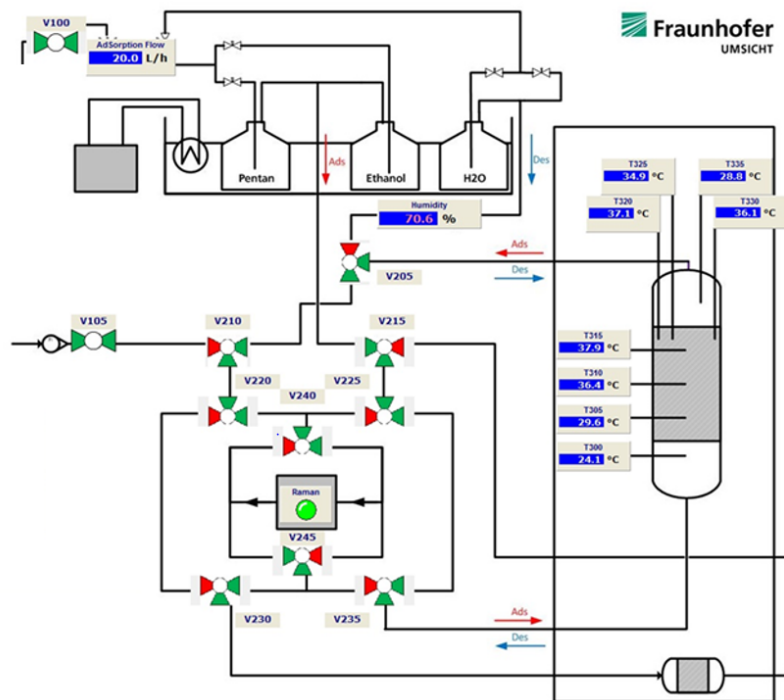 V100
AdSorption Flow
20.0 L/h
Fraunhofer
UMSICHT
Pentan
Ethanol
H2O
Ads
Des
Humidity
70.6 %
T325
34.9 °C
T335
28.8 °C
T320
37.1 °C
T330
36.1 °C
Ads
Des
V205
V105
V210
V215
T315
37.9 °C
T310
36.4 °C
T305
29.6 °C
T300
24.1 °C
V220
V240
V225
Raman
V245
V230
V235
Ads
Des